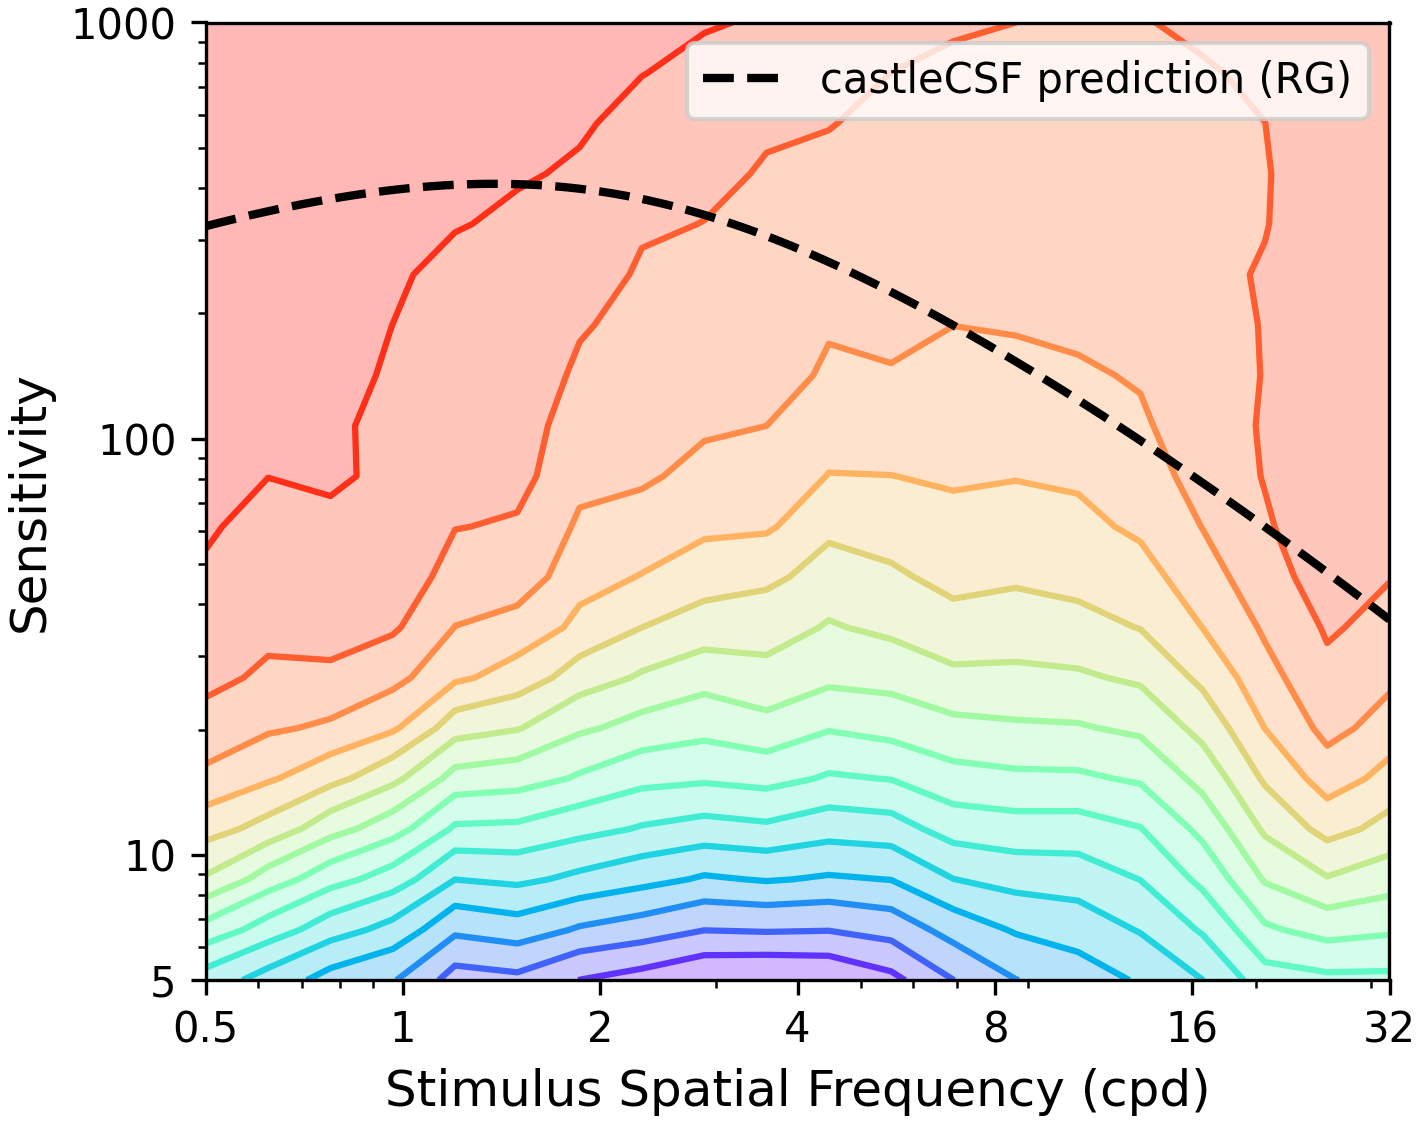 castleCSF prediction (RG)
Sensitivity
1000
100
10
5
0.5 1 2 4 8 16 32
Stimulus Spatial Frequency (cpd)